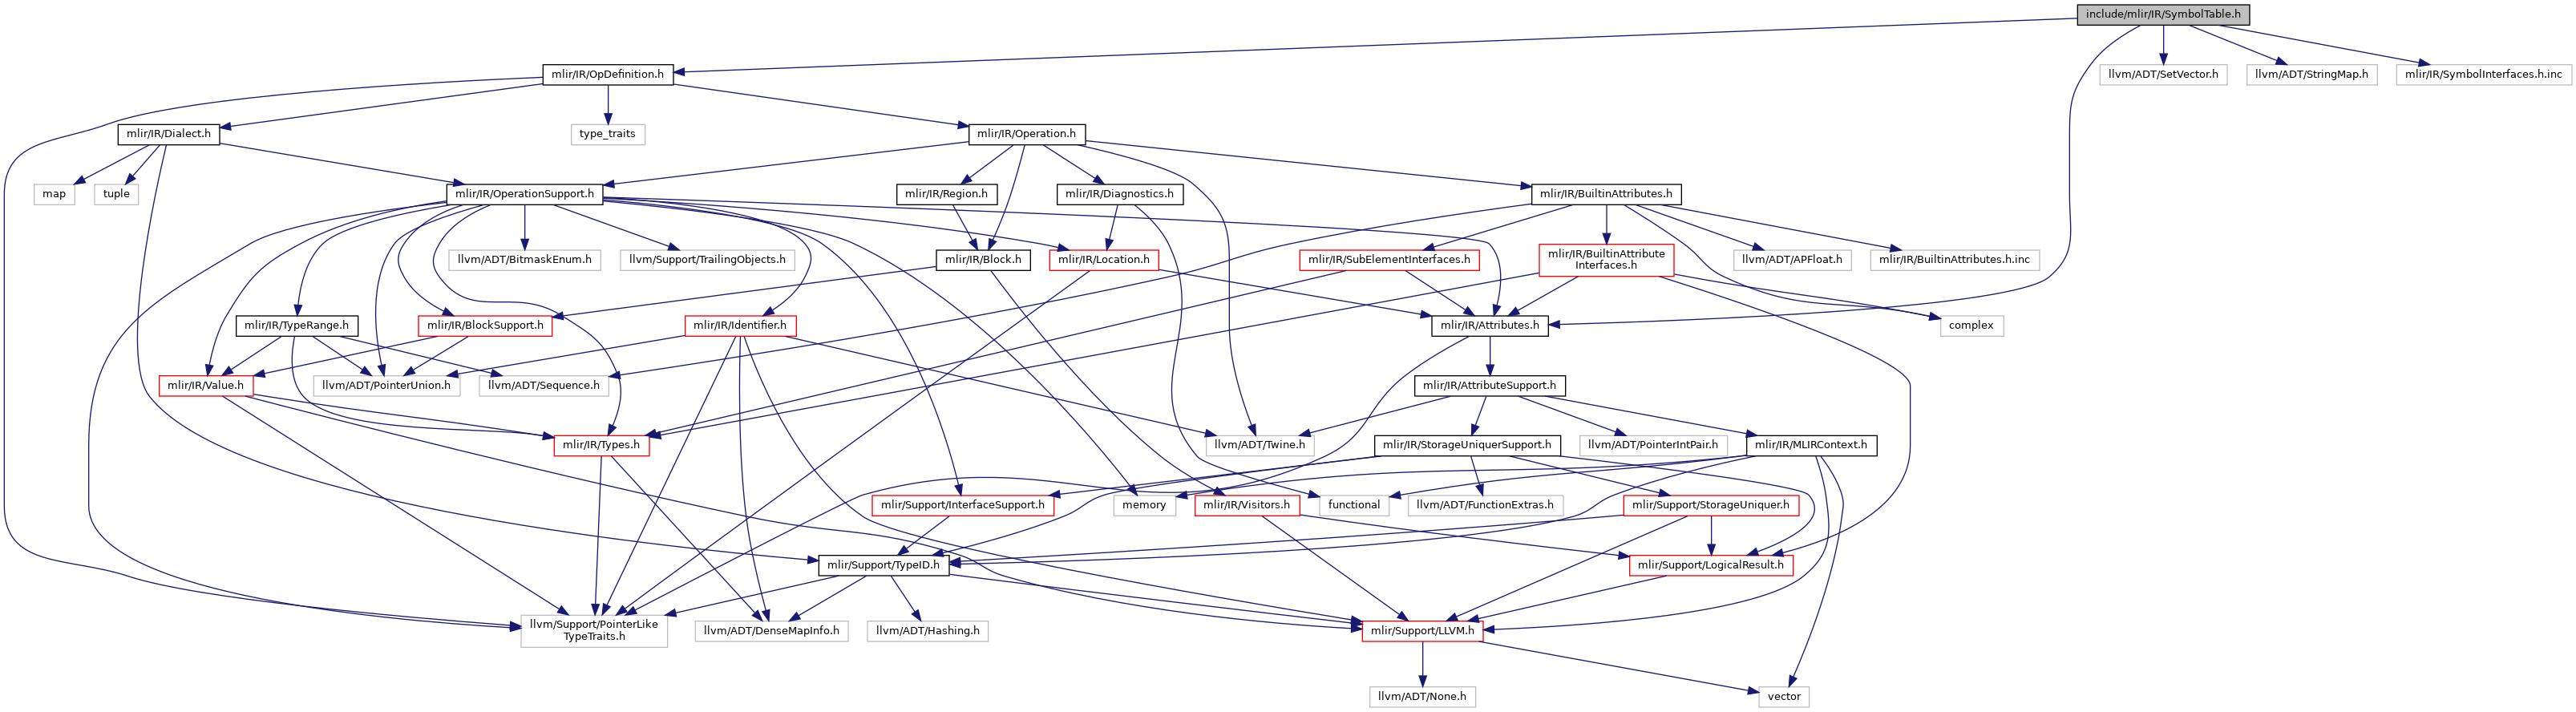 include/mlir/IR/SymbolTable.h
mlir/IR/OpDefinition.h
llvm/ADT/SetVector.h
llvm/ADT/StringMap.h
mlir/IR/SymbolInterfaces.h.inc
mlir/IR/Dialect.h
type_traits
mlir/IR/Operation.h
map
tuple
mlir/IR/OperationSupport.h
mlir/IR/Region.h
mlir/IR/Diagnostics.h
mlir/IR/BuiltinAttributes.h
llvm/ADT/BitmaskEnum.h
llvm/Support/TrailingObjects.h
mlir/IR/Block.h
mlir/IR/Location.h
mlir/IR/SubElementInterfaces.h
mlir/IR/BuiltinAttribute
Interfaces.h
llvm/ADT/APFloat.h
mlir/IR/BuiltinAttributes.h.inc
mlir/IR/TypeRange.h
mlir/IR/BlockSupport.h
mlir/IR/Identifier.h
mlir/IR/Attributes.h
complex
mlir/IR/Value.h
llvm/ADT/PointerUnion.h
llvm/ADT/Sequence.h
mlir/IR/AttributeSupport.h
mlir/IR/Types.h
llvm/ADT/Twine.h
mlir/IR/StorageUniquerSupport.h
llvm/ADT/PointerIntPair.h
mlir/IR/MLIRContext.h
mlir/Support/InterfaceSupport.h
memory
mlir/IR/Visitors.h
functional
llvm/ADT/FunctionExtras.h
mlir/Support/StorageUniquer.h
mlir/Support/TypeID.h
mlir/Support/LogicalResult.h
llvm/Support/PointerLike
TypeTraits.h
llvm/ADT/DenseMapInfo.h
llvm/ADT/Hashing.h
mlir/Support/LLVM.h
llvm/ADT/None.h
vector